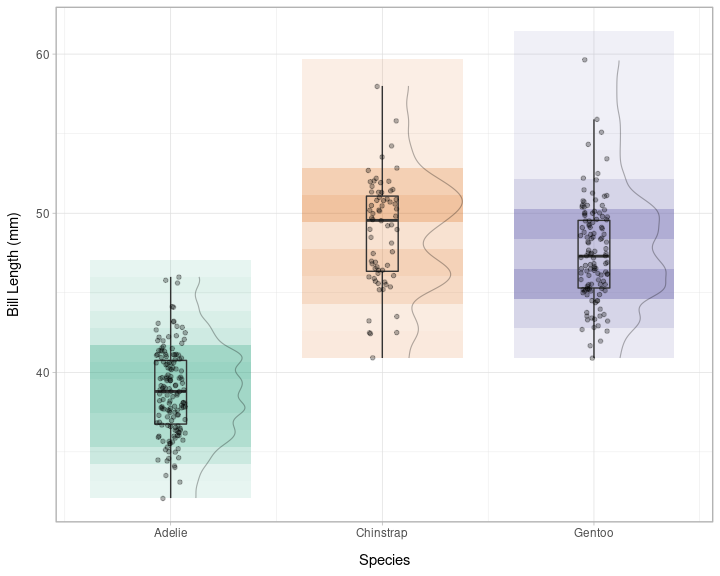 60
50
40
Bill Length (mm)
Adelie
Chinstrap
Gentoo
Species